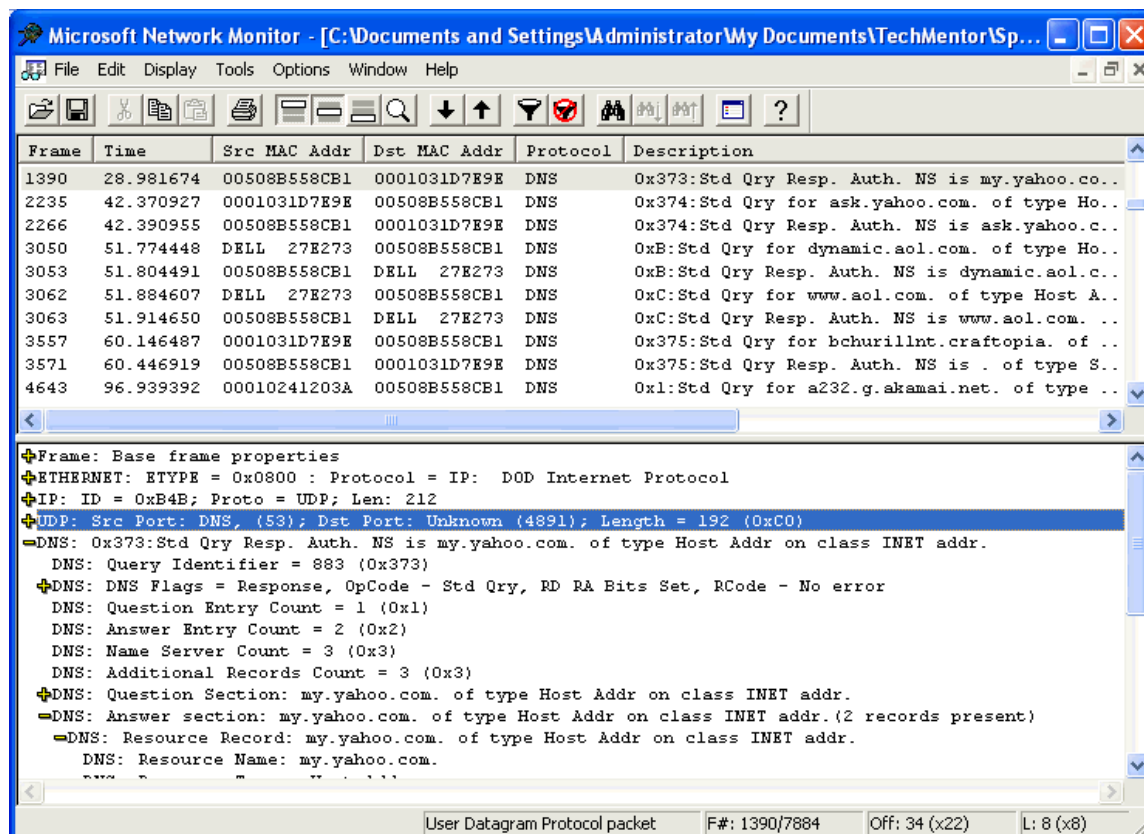 Microsoft Network Monitor - [C:\Documents and Settings\Administrator\My Documents\TechMentor\Sp...
File Edit Display Tools Options Window Help
Frame Time Src MAC Addr Dst MAC Addr Protocol Description
1390 28.981674 00508B558CB1 0001031D7E9E DNS 0x373:Std Qry Resp. Auth. NS is my.yahoo.co..
2235 42.370927 0001031D7E9E 00508B558CB1 DNS 0x374:Std Qry for ask.yahoo.com. of type Ho..
2266 42.390955 00508B558CB1 0001031D7E9E DNS 0x374:Std Qry Resp. Auth. NS is ask.yahoo.c..
3050 51.774448 DELL 27E273 00508B558CB1 DNS 0xB:Std Qry for dynamic.aol.com. of type Ho..
3053 51.804491 00508B558CB1 DELL 27E273 DNS 0xB:Std Qry Resp. Auth. NS is dynamic.aol.c..
3062 51.884607 DELL 27E273 00508B558CB1 DNS 0xC:Std Qry for www.aol.com. of type Host A..
3063 51.914650 00508B558CB1 DELL 27E273 DNS 0xC:Std Qry Resp. Auth. NS is www.aol.com. ..
3557 60.146487 0001031D7E9E 00508B558CB1 DNS 0x375:Std Qry for bchurillnt.craftopia. of ..
3571 60.446919 00508B558CB1 0001031D7E9E DNS 0x375:Std Qry Resp. Auth. NS is . of type S..
4643 96.939392 00010241203A 00508B558CB1 DNS 0x1:Std Qry for a232.g.akamai.net. of type ..
Frame: Base frame properties
ETHERNET: ETYPE = 0x0800 : Protocol = IP: DOD Internet Protocol
IP: ID = 0xB4B; Proto = UDP; Len: 212
UDP: Src Port: DNS, (53); Dst Port: Unknown (4891); Length = 192 (0xC0)
DNS: 0x373:Std Qry Resp. Auth. NS is my.yahoo.com. of type Host Addr on class INET addr.
DNS: Query Identifier = 883 (0x373)
DNS: DNS Flags = Response, OpCode - Std Qry, RD RA Bits Set, RCode - No error
DNS: Question Entry Count = 1 (0x1)
DNS: Answer Entry Count = 2 (0x2)
DNS: Name Server Count = 3 (0x3)
DNS: Additional Records Count = 3 (0x3)
DNS: Question Section: my.yahoo.com. of type Host Addr on class INET addr.
DNS: Answer section: my.yahoo.com. of type Host Addr on class INET addr.(2 records present)
DNS: Resource Record: my.yahoo.com. of type Host Addr on class INET addr.
DNS: Resource Name: my.yahoo.com.
User Datagram Protocol packet F#: 1390/7884 Off: 34 (x22) L: 8 (x8)